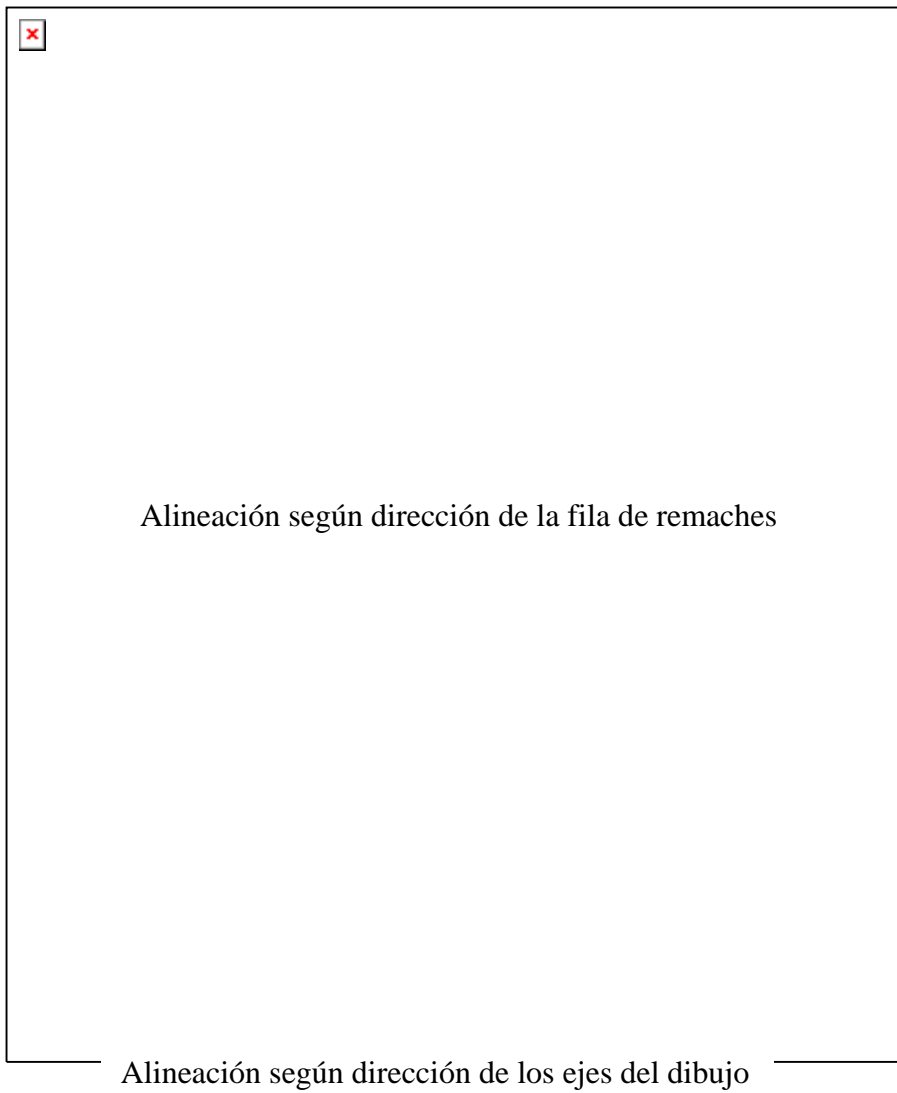 Alineación según dirección de la fila de remaches
Alineación según dirección de los ejes del dibujo